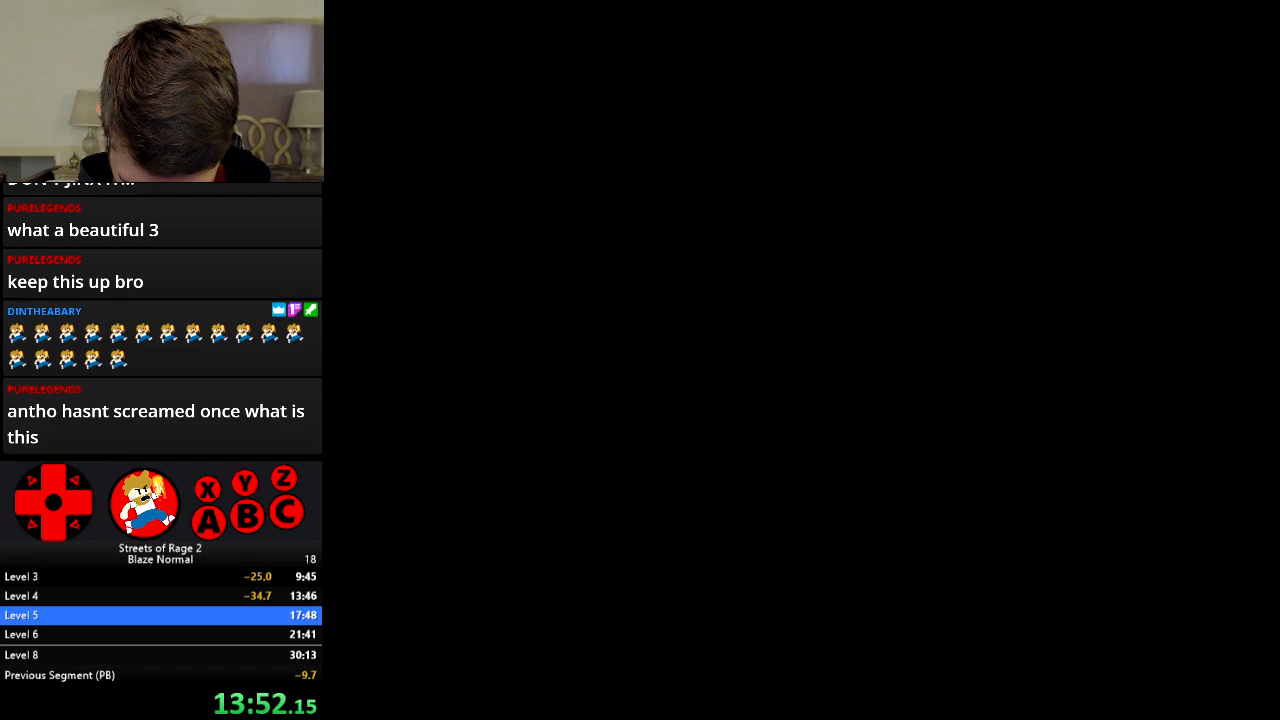 DON'T JINX IT...
PURELEGENDS
what a beautiful 3
PURELEGENDS
keep this up bro
DINTHEABARY
PURELEGENDS
antho hasnt screamed once what is
this
X Y Z
A B C
Streets of Rage 2
Blaze Normal 18
Level 3 −25.0 9:45
Level 4 −34.7 13:46
Level 5 17:48
Level 6 21:41
Level 8 30:13
Previous Segment (PB) −9.7
13:52.15